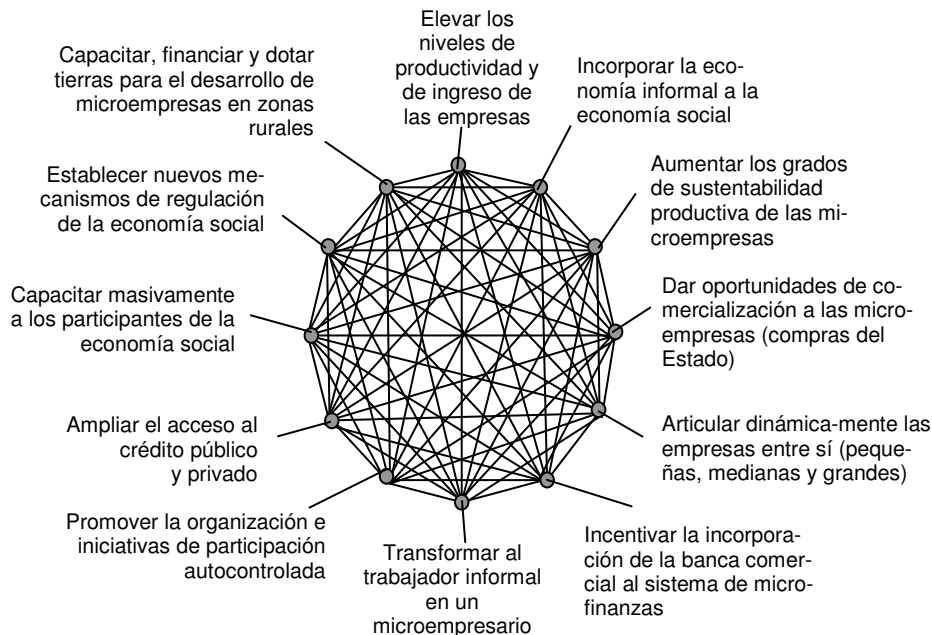 Elevar los
niveles de
productividad y
de ingreso de
las empresas
Incorporar la eco-
nomía informal a la
economía social
Aumentar los grados
de sustentabilidad
productiva de las mi-
croempresas
Dar oportunidades de co-
mercialización a las micro-
empresas (compras del
Estado)
Articular dinámica-mente las
empresas entre sí (peque-
ñas, medianas y grandes)
Incentivar la incorpora-
ción de la banca comer-
cial al sistema de micro-
finanzas
Transformar al
trabajador informal
en un
microempresario
Promover la organización e
iniciativas de participación
autocontrolada
Ampliar el acceso al
crédito público
y privado
Capacitar masivamente
a los participantes de la
economía social
Establecer nuevos me-
canismos de regulación
de la economía social
Capacitar, financiar y dotar
tierras para el desarrollo de
microempresas en zonas
rurales